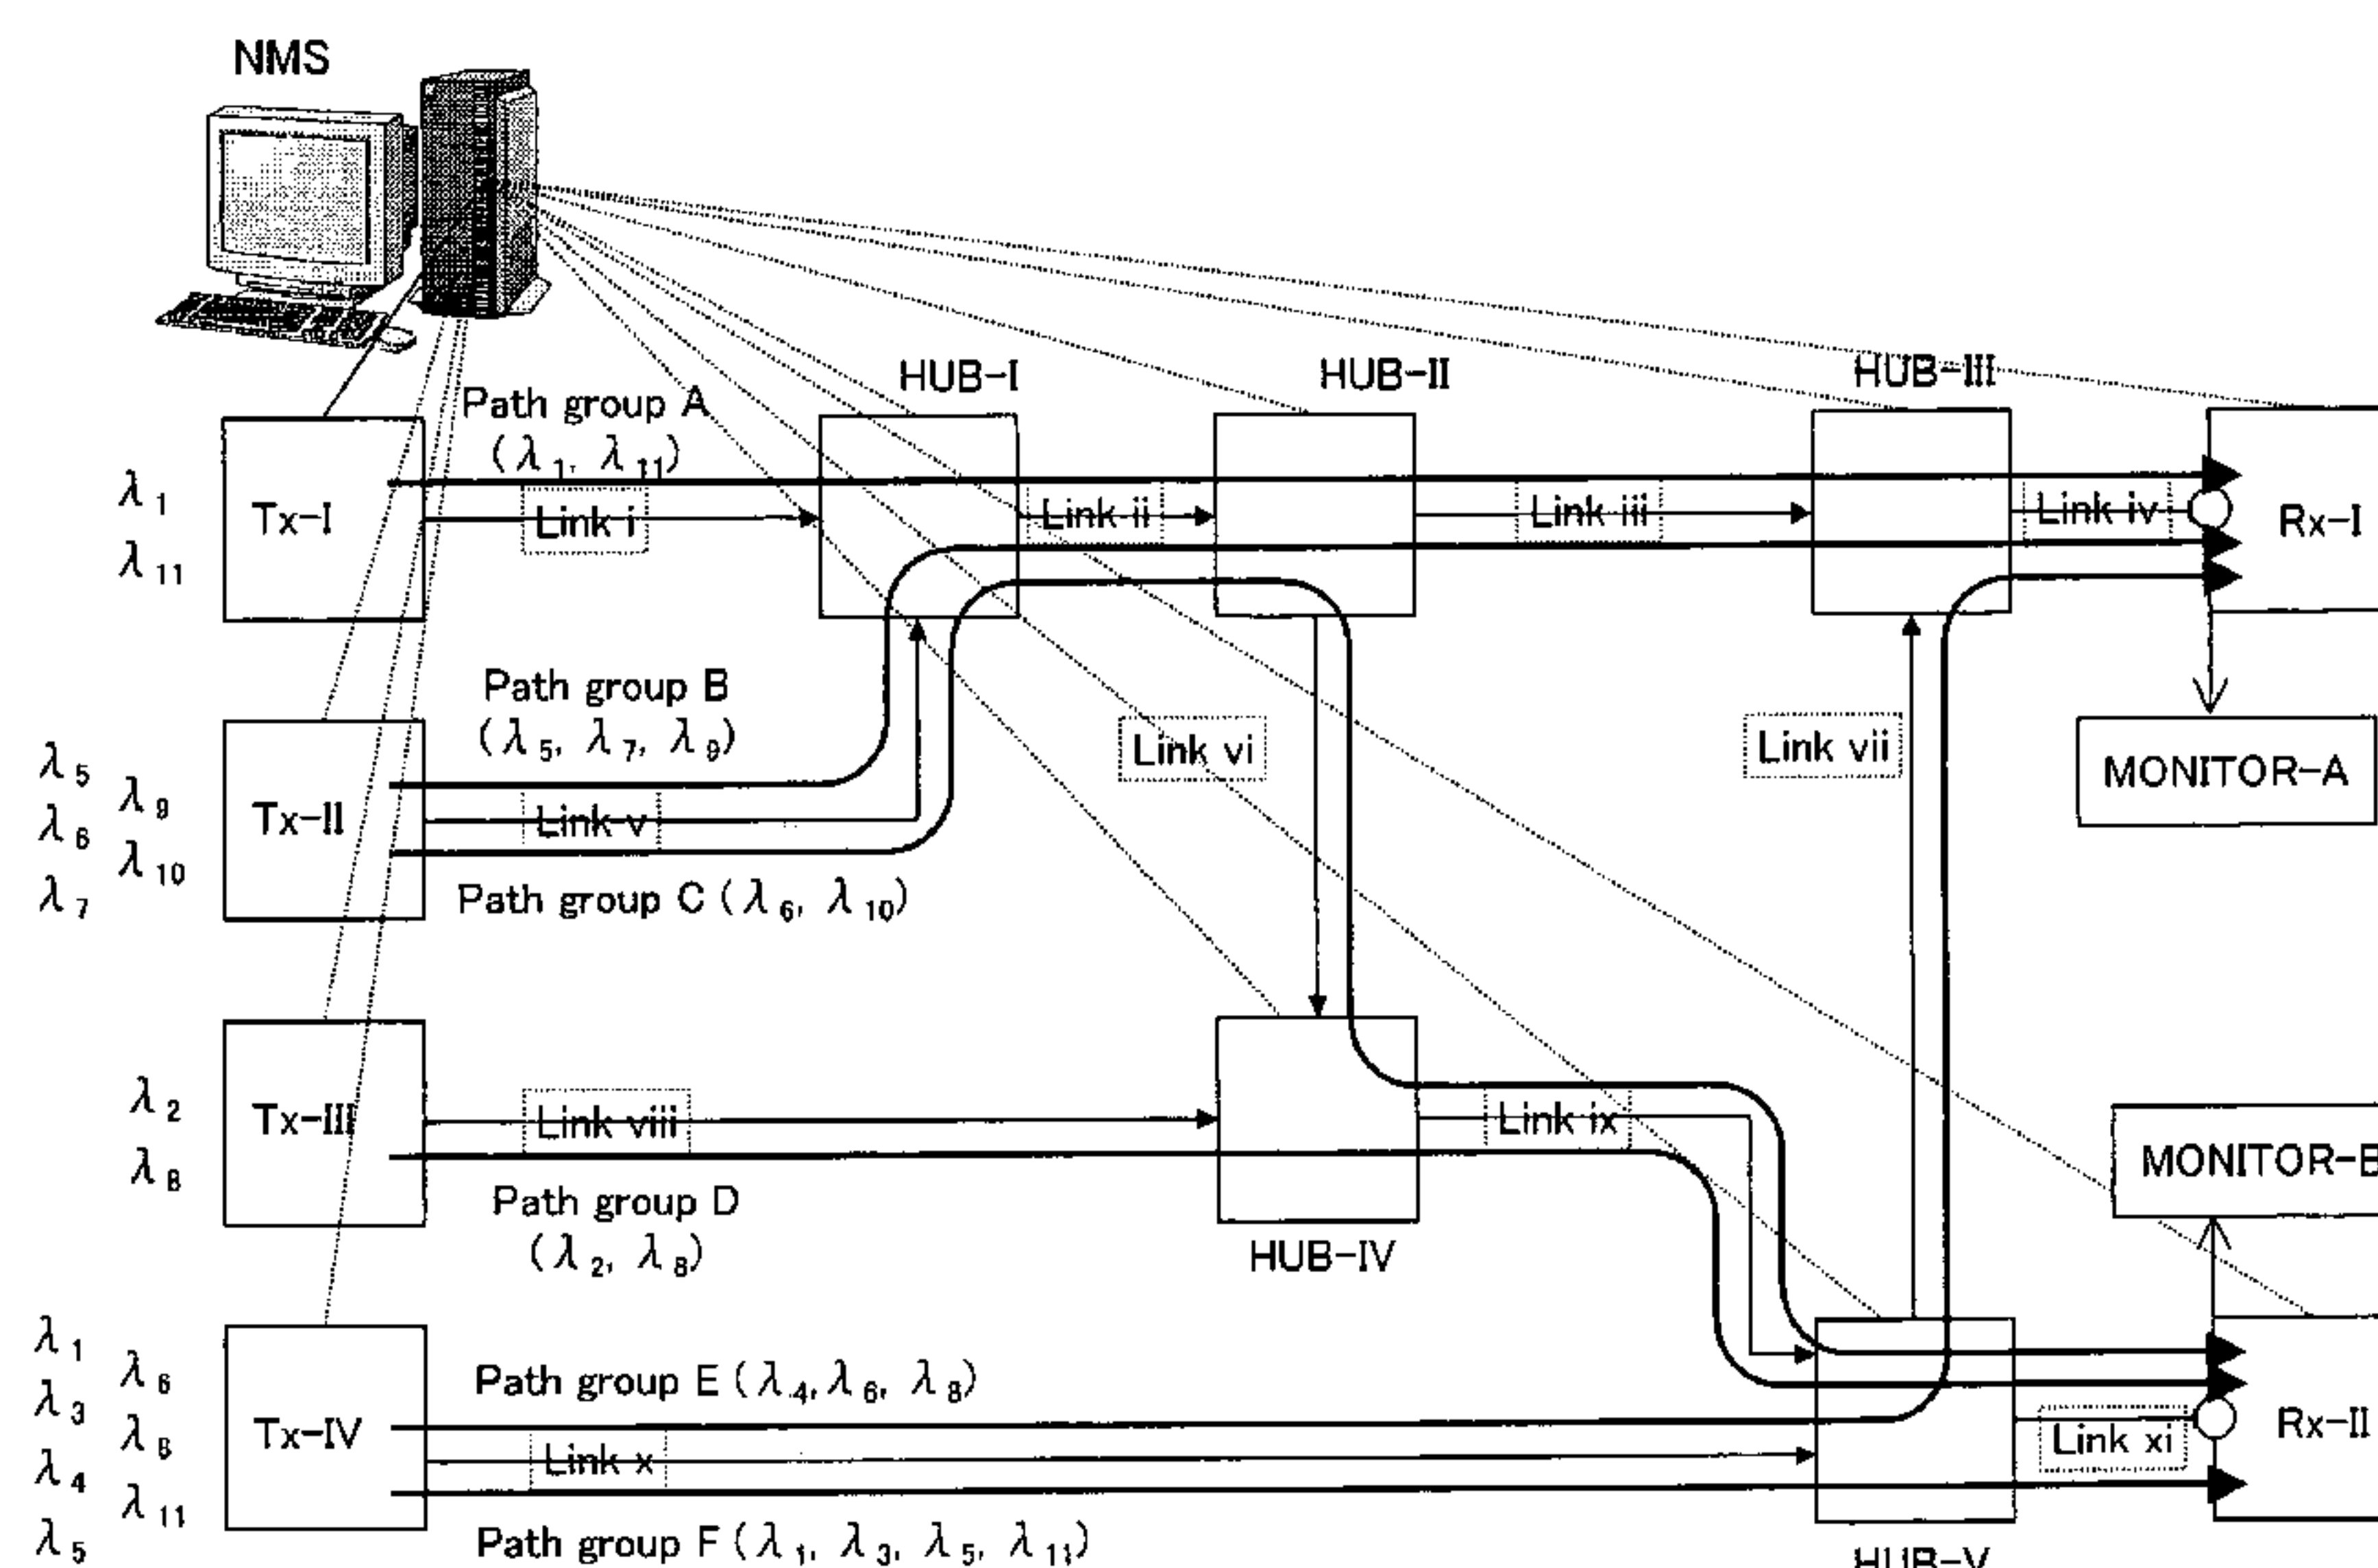 NMS
HUB-I
HUB-II
HUB-III
Path group A
(λ1, λ11)
λ1
λ11
Tx-I
Link i
Link ii
Link iii
Link iv
Rx-I
Path group B
(λ5, λ7, λ9)
Link vi
Link vii
MONITOR-A
λ5
λ9
λ6
λ10
λ7
Tx-II
Link v
Path group C (λ6, λ10)
λ2
λ8
Tx-III
Link viii
Link ix
MONITOR-B
Path group D
(λ2, λ8)
HUB-IV
λ1
λ6
λ3
λ8
λ4
λ11
λ5
Path group E (λ4, λ6, λ8)
Tx-IV
Link x
Link xi
Rx-II
Path group F (λ1, λ3, λ5, λ11)
HUB-V